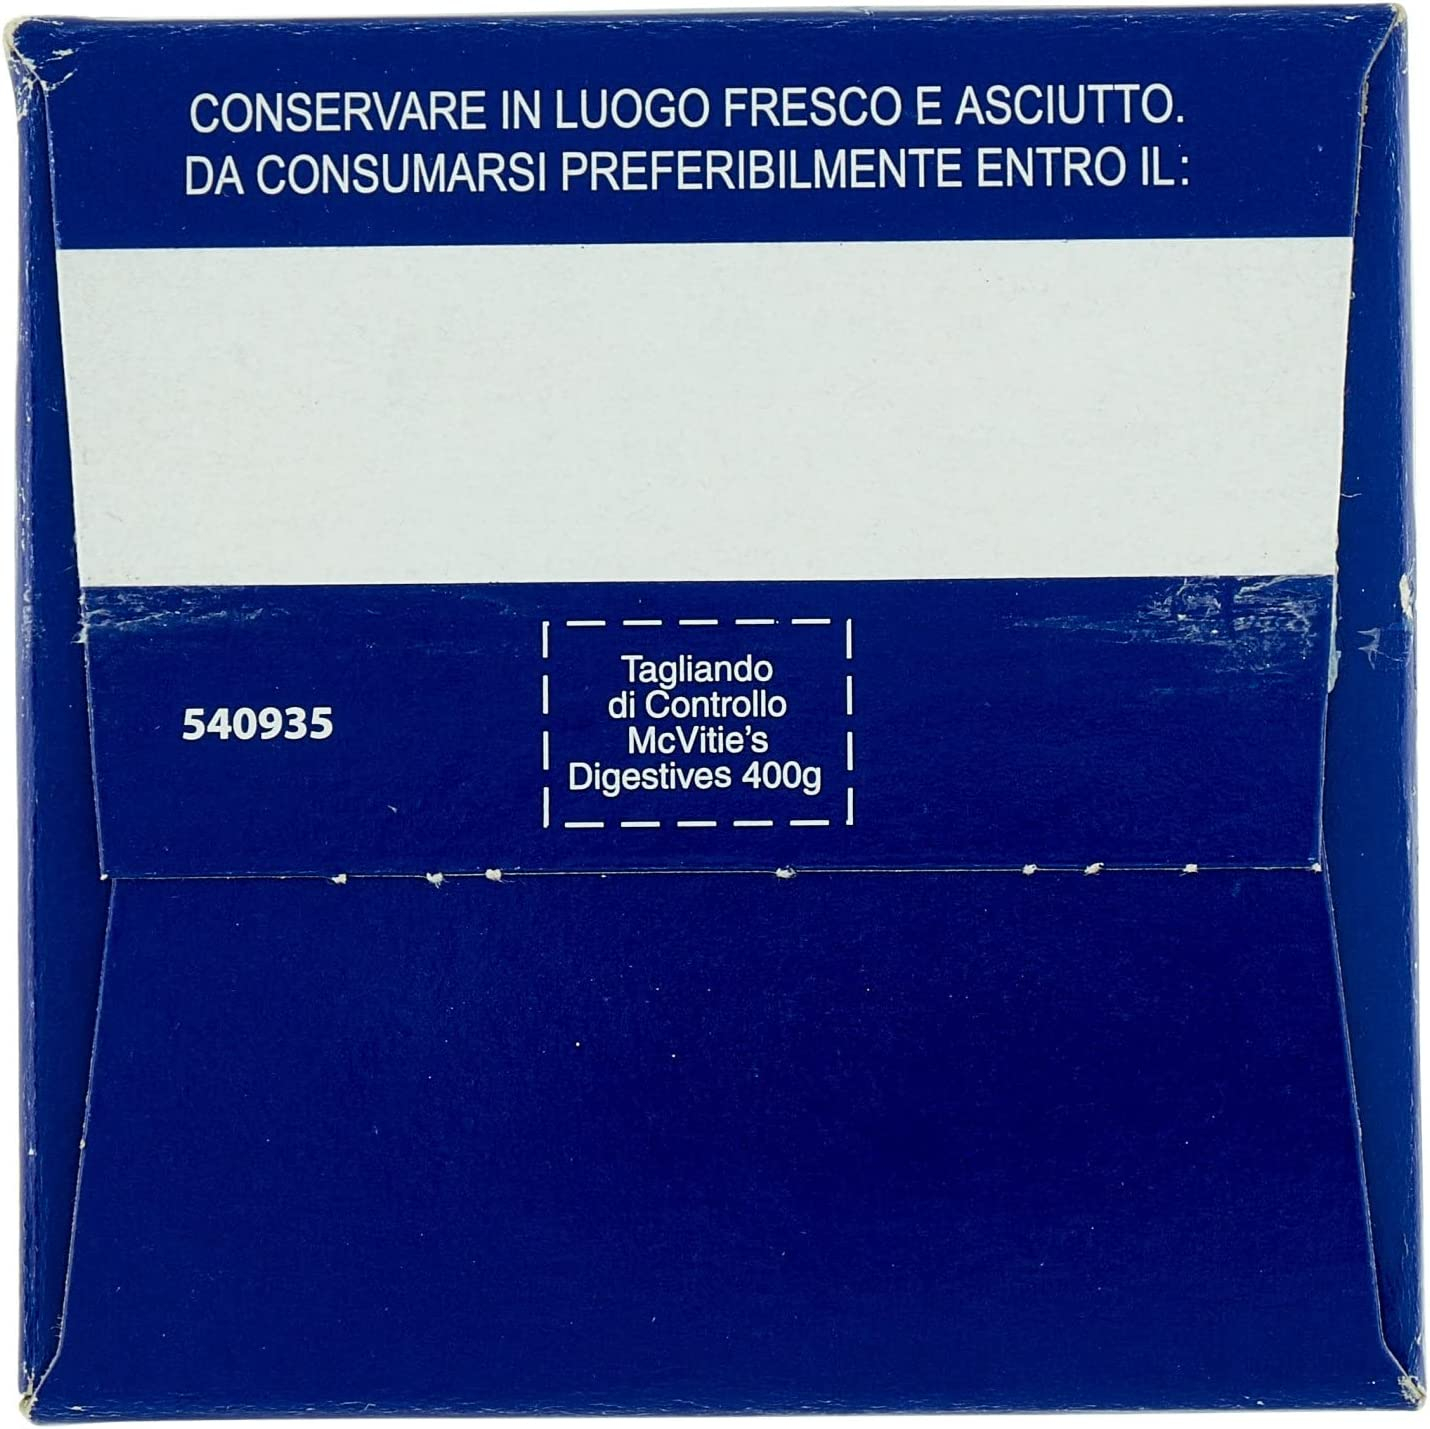 CONSERVARE IN LUOGO FRESCO E ASCIUTTO.
DA CONSUMARSI PREFERIBILMENTE ENTRO IL:
540935
Tagliando
di Controllo
McVitie's
Digestives 400g